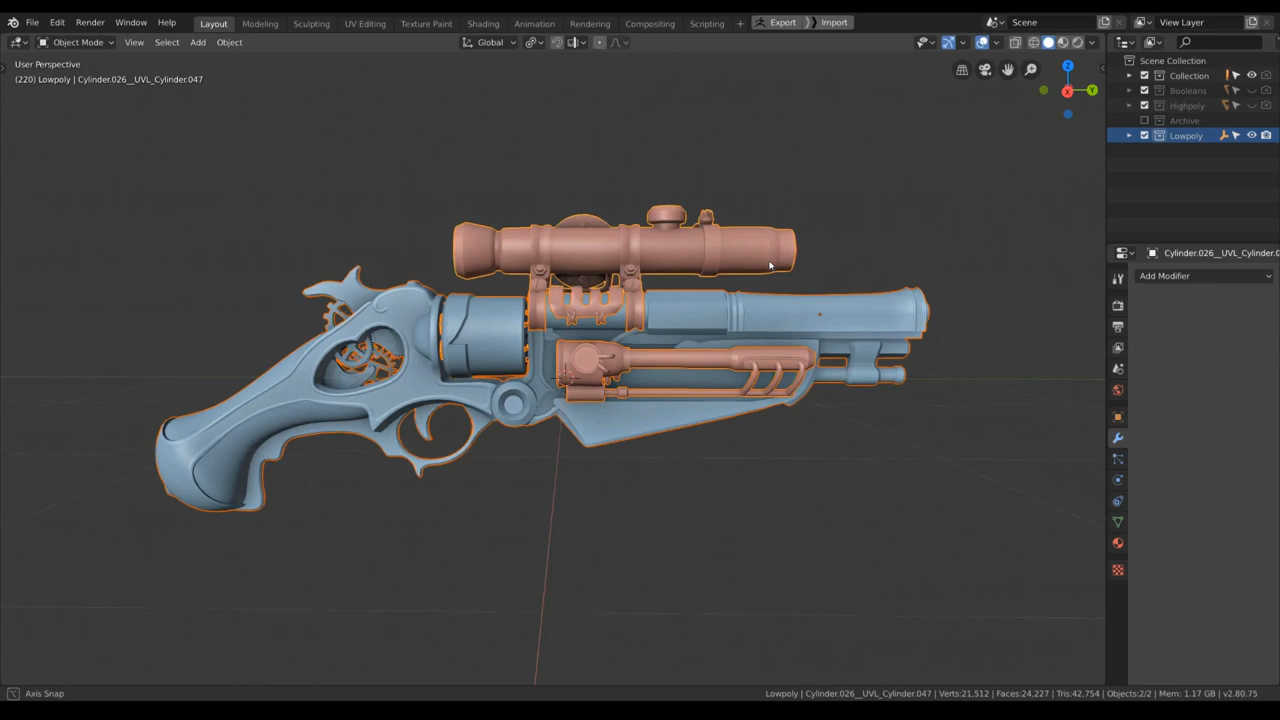 File Edit Render Window Help Layout Modeling Sculpting UV Editing Texture Paint Shading Animation Rendering Compositing Scripting + Export Import Scene View Layer
Object Mode View Select Add Object Global
User Perspective
(220) Lowpoly | Cylinder.026__UVL_Cylinder.047
Z
Y
X
Scene Collection
Collection
Booleans
Highpoly
Archive
Lowpoly
Cylinder.026__UVL_Cylinder.0
Add Modifier
Axis Snap
Lowpoly | Cylinder.026__UVL_Cylinder.047 | Verts:21,512 | Faces:24,227 | Tris:42,754 | Objects:2/2 | Mem: 1.17 GB | v2.80.75